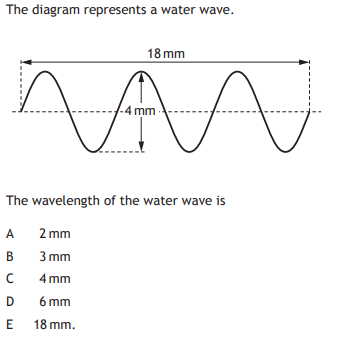 The diagram represents a water wave.
18 mm
4 mm
The wavelength of the water wave is
A 2 mm
B 3 mm
C 4 mm
D 6 mm
E 18 mm.